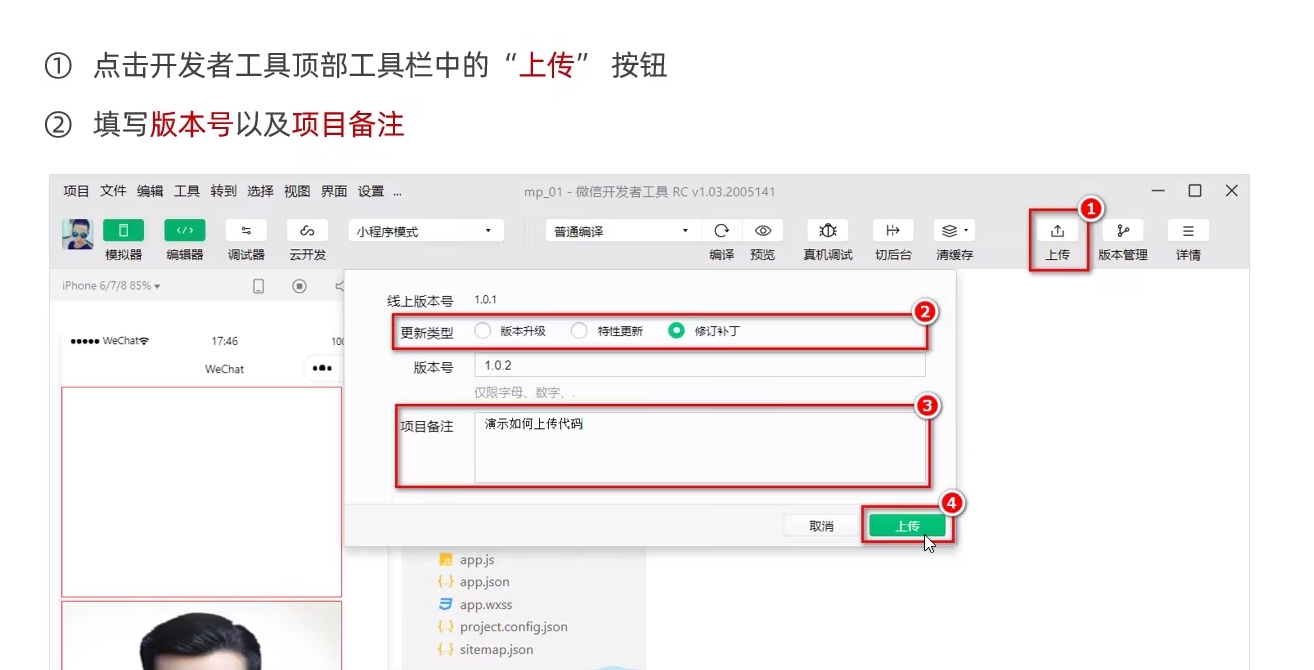 ① 点击开发者工具顶部工具栏中的“上传” 按钮
② 填写版本号以及项目备注
项目 文件 编辑 工具 转到 选择 视图 界面 设置 ... mp_01 - 微信开发者工具 RC v1.03.2005141
小程序模式 普通编译
模拟器 编辑器 调试器 云开发 编译 预览 真机调试 切后台 清缓存 上传 版本管理 详情
1
iPhone 6/7/8 85%
WeChat 17:46 100
WeChat
线上版本号 1.0.1
更新类型 版本升级 特性更新 修订补丁
2
版本号 1.0.2
仅限字母、数字、.
项目备注 演示如何上传代码
3
取消 上传
4
app.js
{..} app.json
app.wxss
{..} project.config.json
{..} sitemap.json